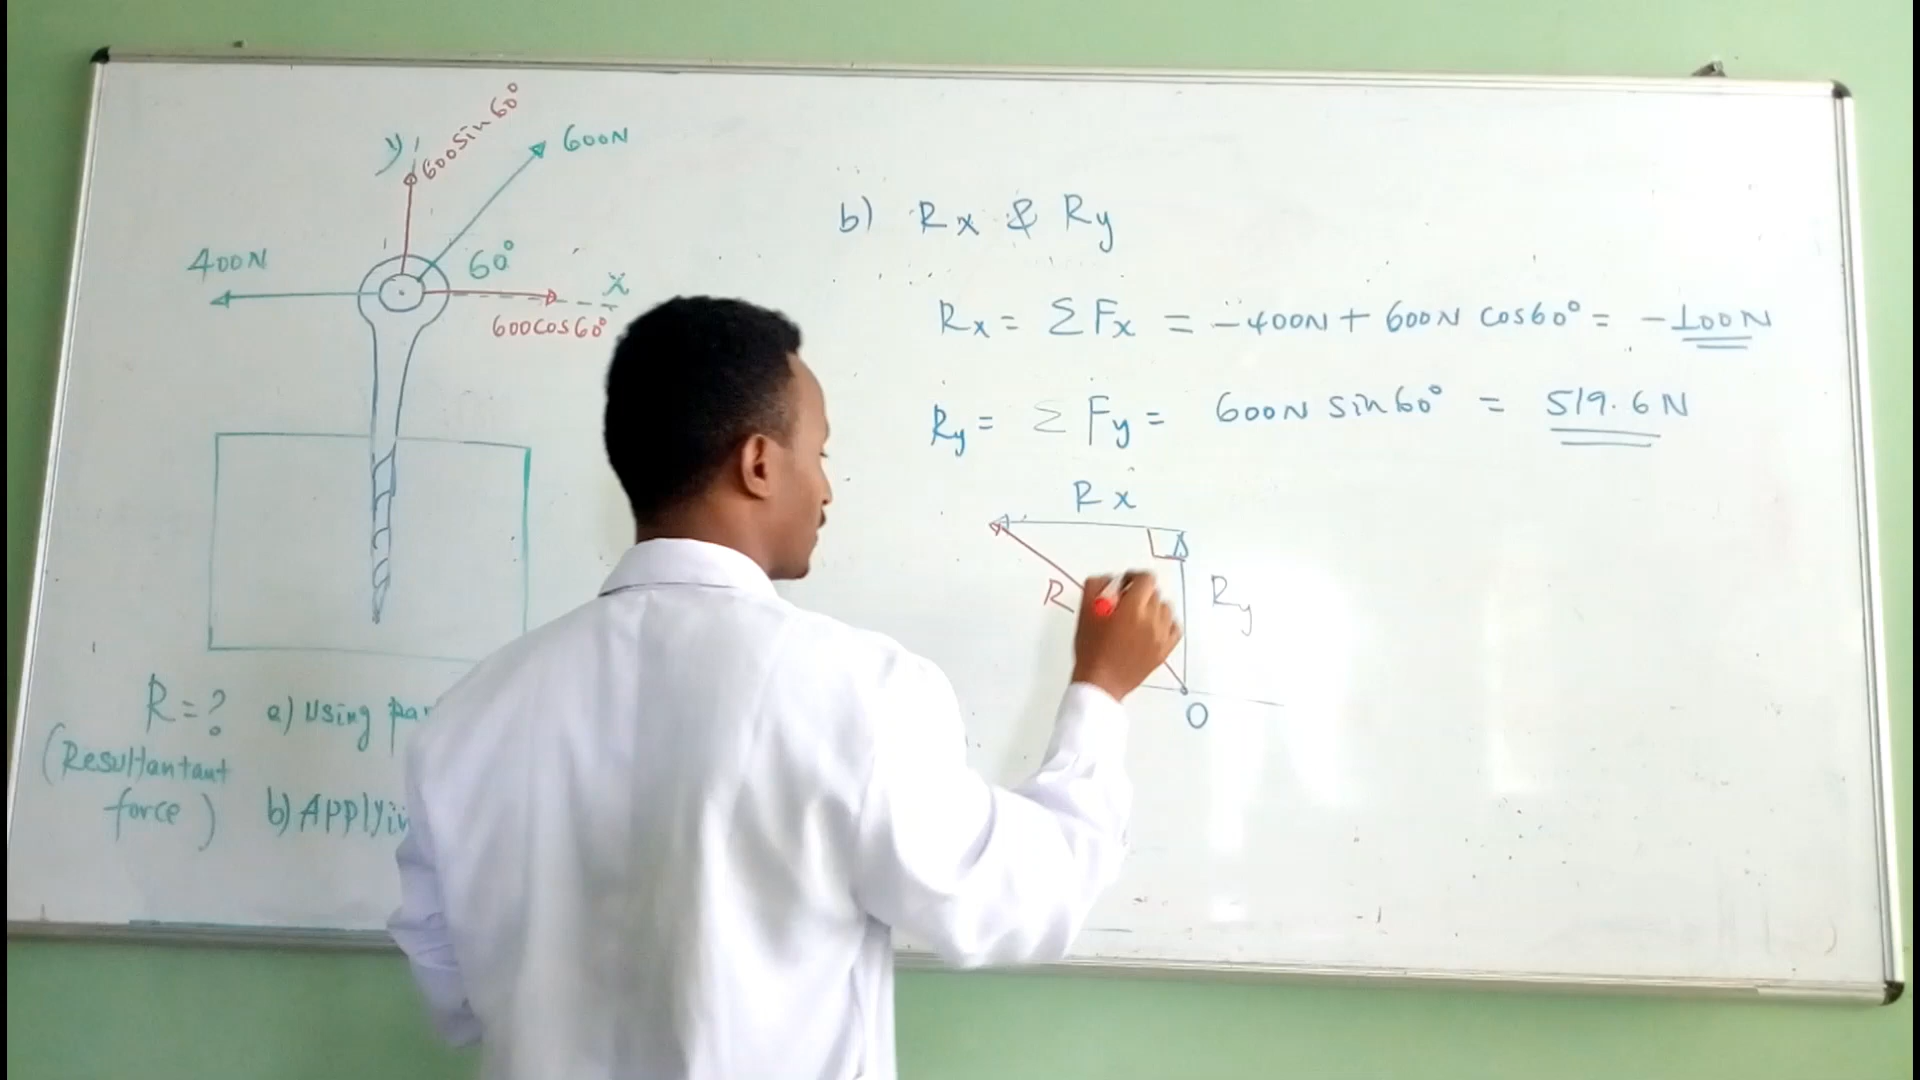 y
600sin60°
600N
400N
60°
x
600cos60°
R=?
(Resultantant
force)
a) Using
b) Applyin
b) Rx & Ry
Rx = ΣFx = -400N + 600N cos60° = -100N
Ry = ΣFy = 600N sin60° = 519.6N
Rx
R
Ry
O